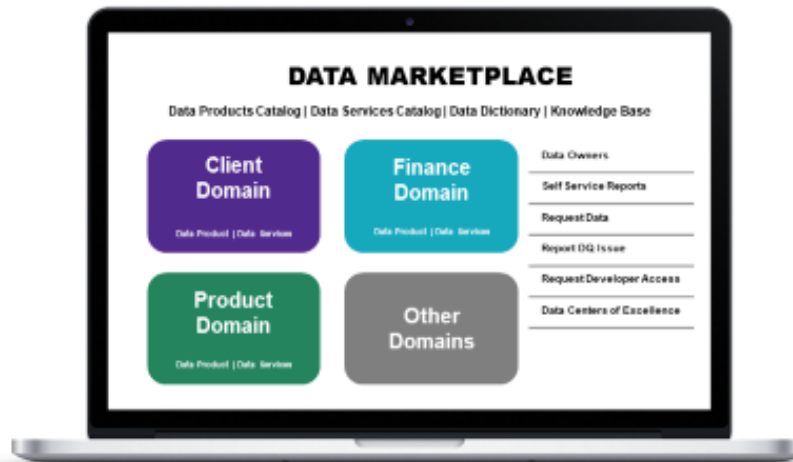 DATA MARKETPLACE
Data Products Catalog | Data Services Catalog | Data Dictionary | Knowledge Base
Client
Domain
Data Product | Data Services
Finance
Domain
Data Product | Data Services
Product
Domain
Data Product | Data Services
Other
Domains
Data Owners
Self Service Reports
Request Data
Report DQ Issue
Request Developer Access
Data Centers of Excellence